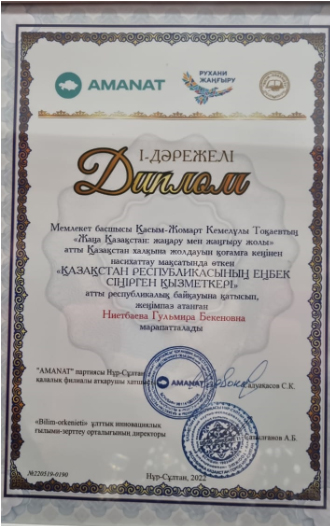 AMANAT
РУХАНИ
ЖАҢҒЫРУ
I-ДӘРЕЖЕЛІ
Диплом
Мемлекет басшысы Қасым-Жомарт Кемелұлы Тоқаевтың
«Жаңа Қазақстан: жаңару мен жаңғыру жолы»
атты Қазақстан халқына жолдауын қоғамға кеңінен
насихаттау мақсатында өткен
«ҚАЗАҚСТАН РЕСПУБЛИКАСЫНЫҢ ЕҢБЕК
СІҢІРГЕН ҚЫЗМЕТКЕРІ»
атты республикалық байқауына қатысып,
жеңімпаз атанған
Ниетбаева Гульмира Бекеновна
марапатталады
"AMANAT" партиясы Нұр-Сұлтан
қалалық филиалы атқарушы хатшысы
AMANAT
С.К.
«Bilim-orkenieti» ұлттық инновациялық
ғылыми-зерттеу орталығының директоры
А.Б.
№220519-0190
Нұр-Сұлтан, 2022